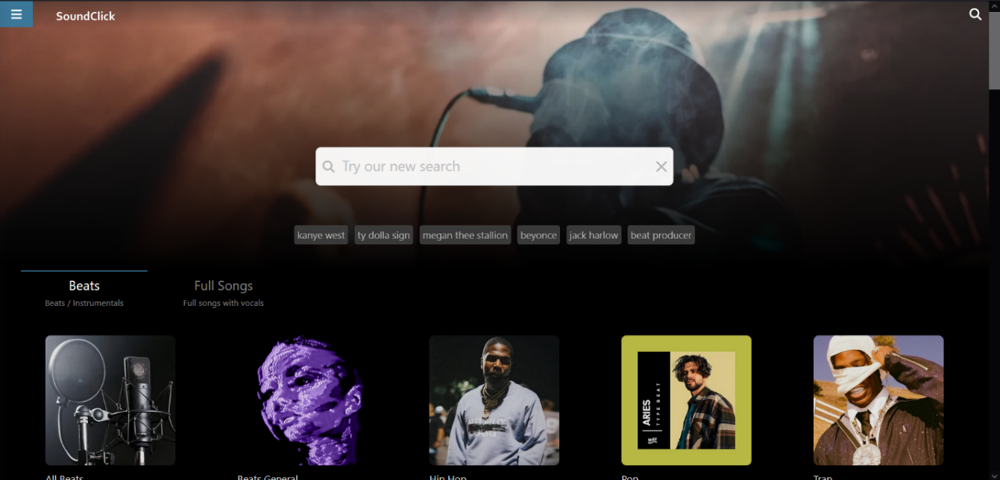 SoundClick
Try our new search
kanye west ty dolla sign megan thee stallion beyonce jack harlow beat producer
Beats Full Songs
Beats / Instrumentals Full songs with vocals
ARIES
TYPE BEAT
All Beats Beats General Hip Hop Pop Trap